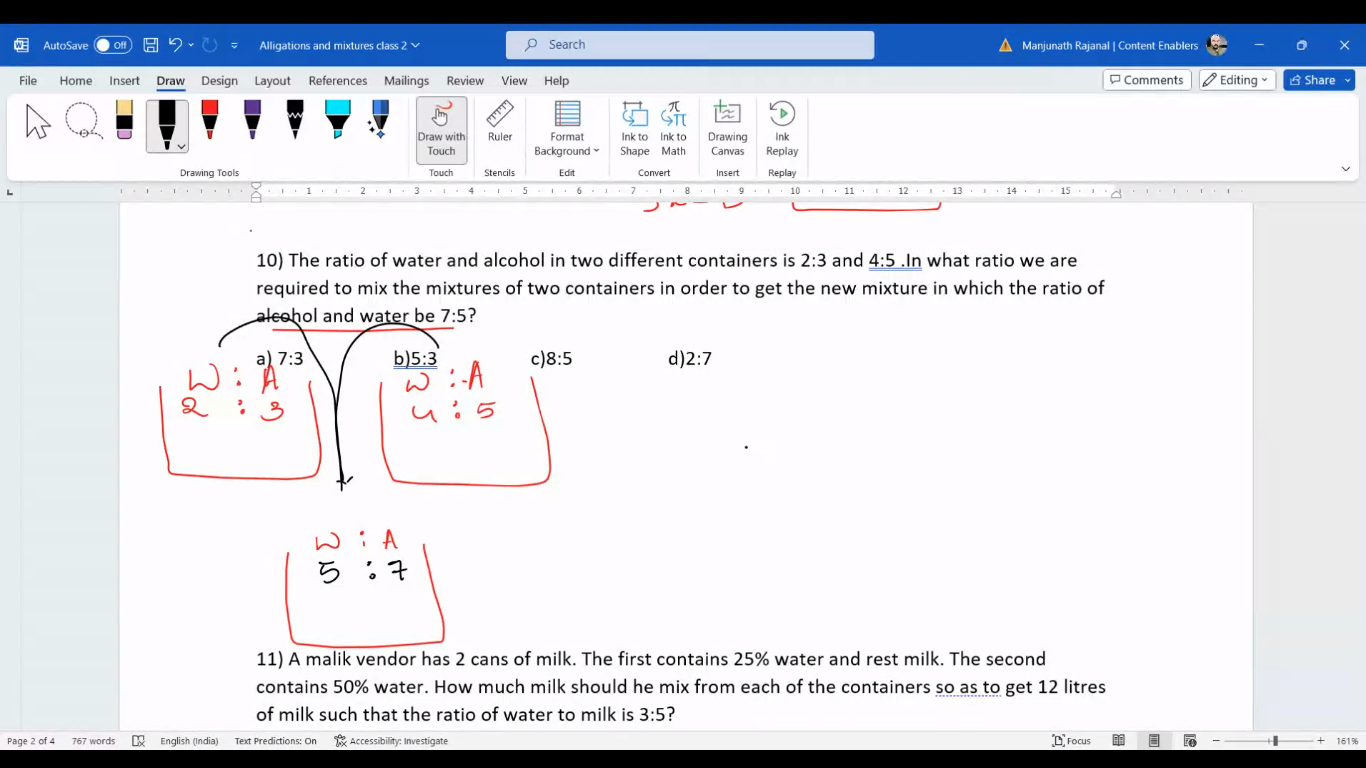 AutoSave Off Alligations and mixtures class 2 Search Manjunath Rajanal | Content Enablers
File Home Insert Draw Design Layout References Mailings Review View Help Comments Editing Share
Draw with Touch Ruler Format Background Ink to Shape Ink to Math Drawing Canvas Ink Replay
Drawing Tools Touch Stencils Edit Convert Insert Replay
1 2 3 4 5 6 7 8 9 10 11 12 13 14 15
10) The ratio of water and alcohol in two different containers is 2:3 and 4:5 .In what ratio we are
required to mix the mixtures of two containers in order to get the new mixture in which the ratio of
alcohol and water be 7:5?
a) 7:3 b)5:3 c)8:5 d)2:7
W : A W : A
2 : 3 4 : 5
W : A
5 : 7
11) A malik vendor has 2 cans of milk. The first contains 25% water and rest milk. The second
contains 50% water. How much milk should he mix from each of the containers so as to get 12 litres
of milk such that the ratio of water to milk is 3:5?
Page 2 of 4 767 words English (India) Text Predictions: On Accessibility: Investigate Focus 161%